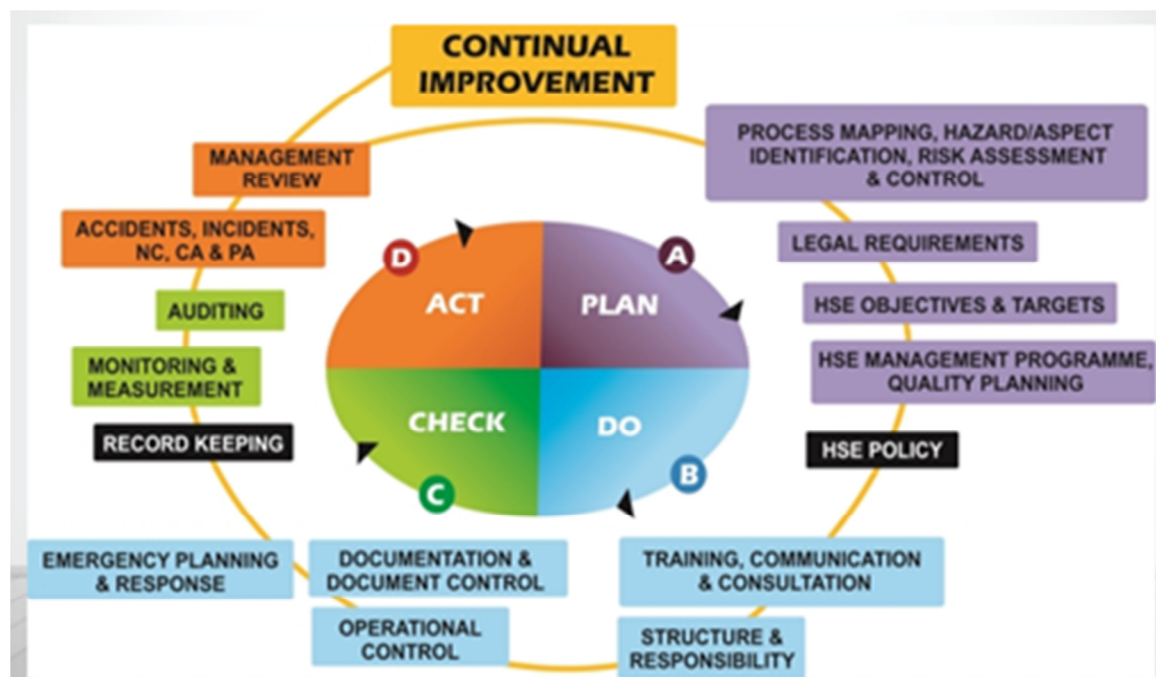 CONTINUAL
IMPROVEMENT
MANAGEMENT
REVIEW
PROCESS MAPPING, HAZARD/ASPECT
IDENTIFICATION, RISK ASSESSMENT
& CONTROL
ACCIDENTS, INCIDENTS,
NC, CA & PA
LEGAL REQUIREMENTS
AUDITING
HSE OBJECTIVES & TARGETS
MONITORING &
MEASUREMENT
HSE MANAGEMENT PROGRAMME,
QUALITY PLANNING
RECORD KEEPING
HSE POLICY
D
A
ACT
PLAN
CHECK
DO
C
B
EMERGENCY PLANNING
& RESPONSE
DOCUMENTATION &
DOCUMENT CONTROL
TRAINING, COMMUNICATION
& CONSULTATION
OPERATIONAL
CONTROL
STRUCTURE &
RESPONSIBILITY